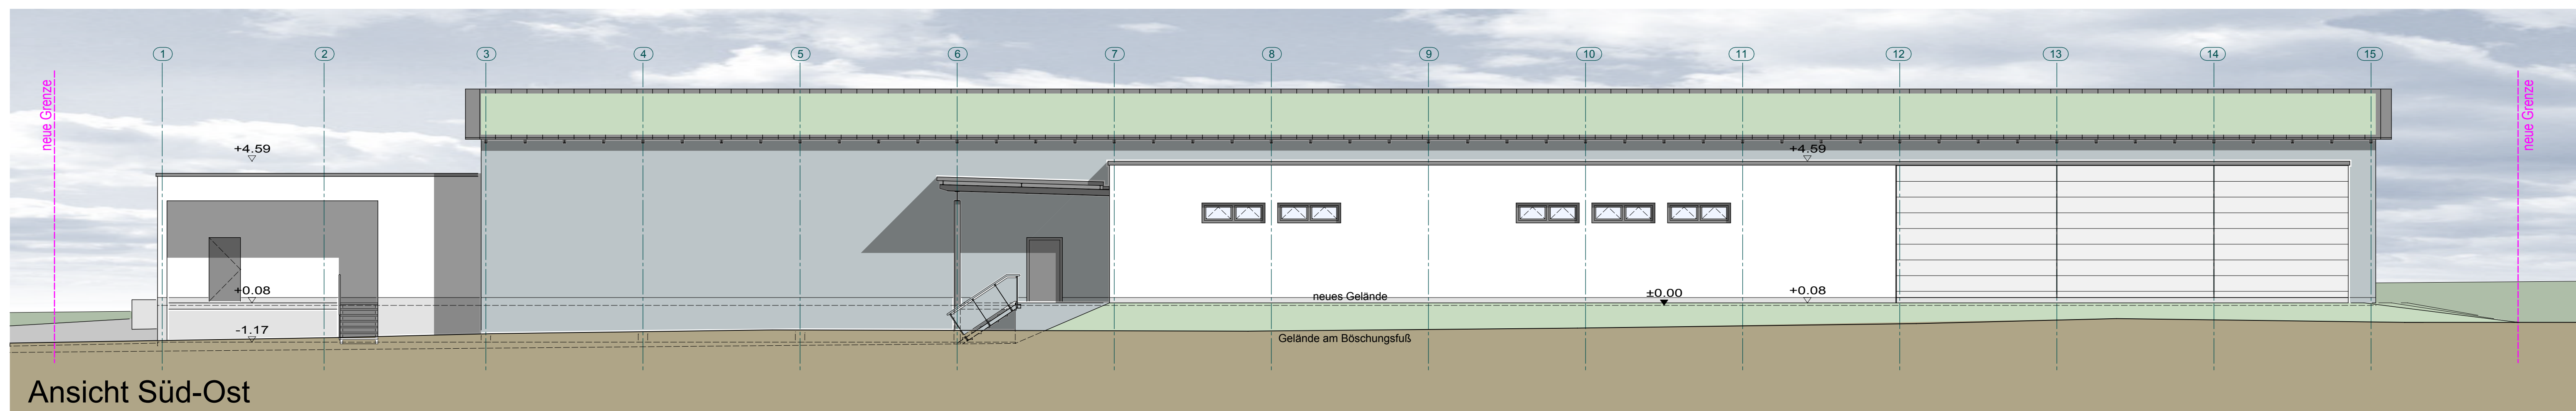 1 2 3 4 5 6 7 8 9 10 11 12 13 14 15
neue Grenze
neue Grenze
+4.59
+4.59
+0.08
neues Gelände
±0.00
+0.08
-1.17
Gelände am Böschungsfuß
Ansicht Süd-Ost